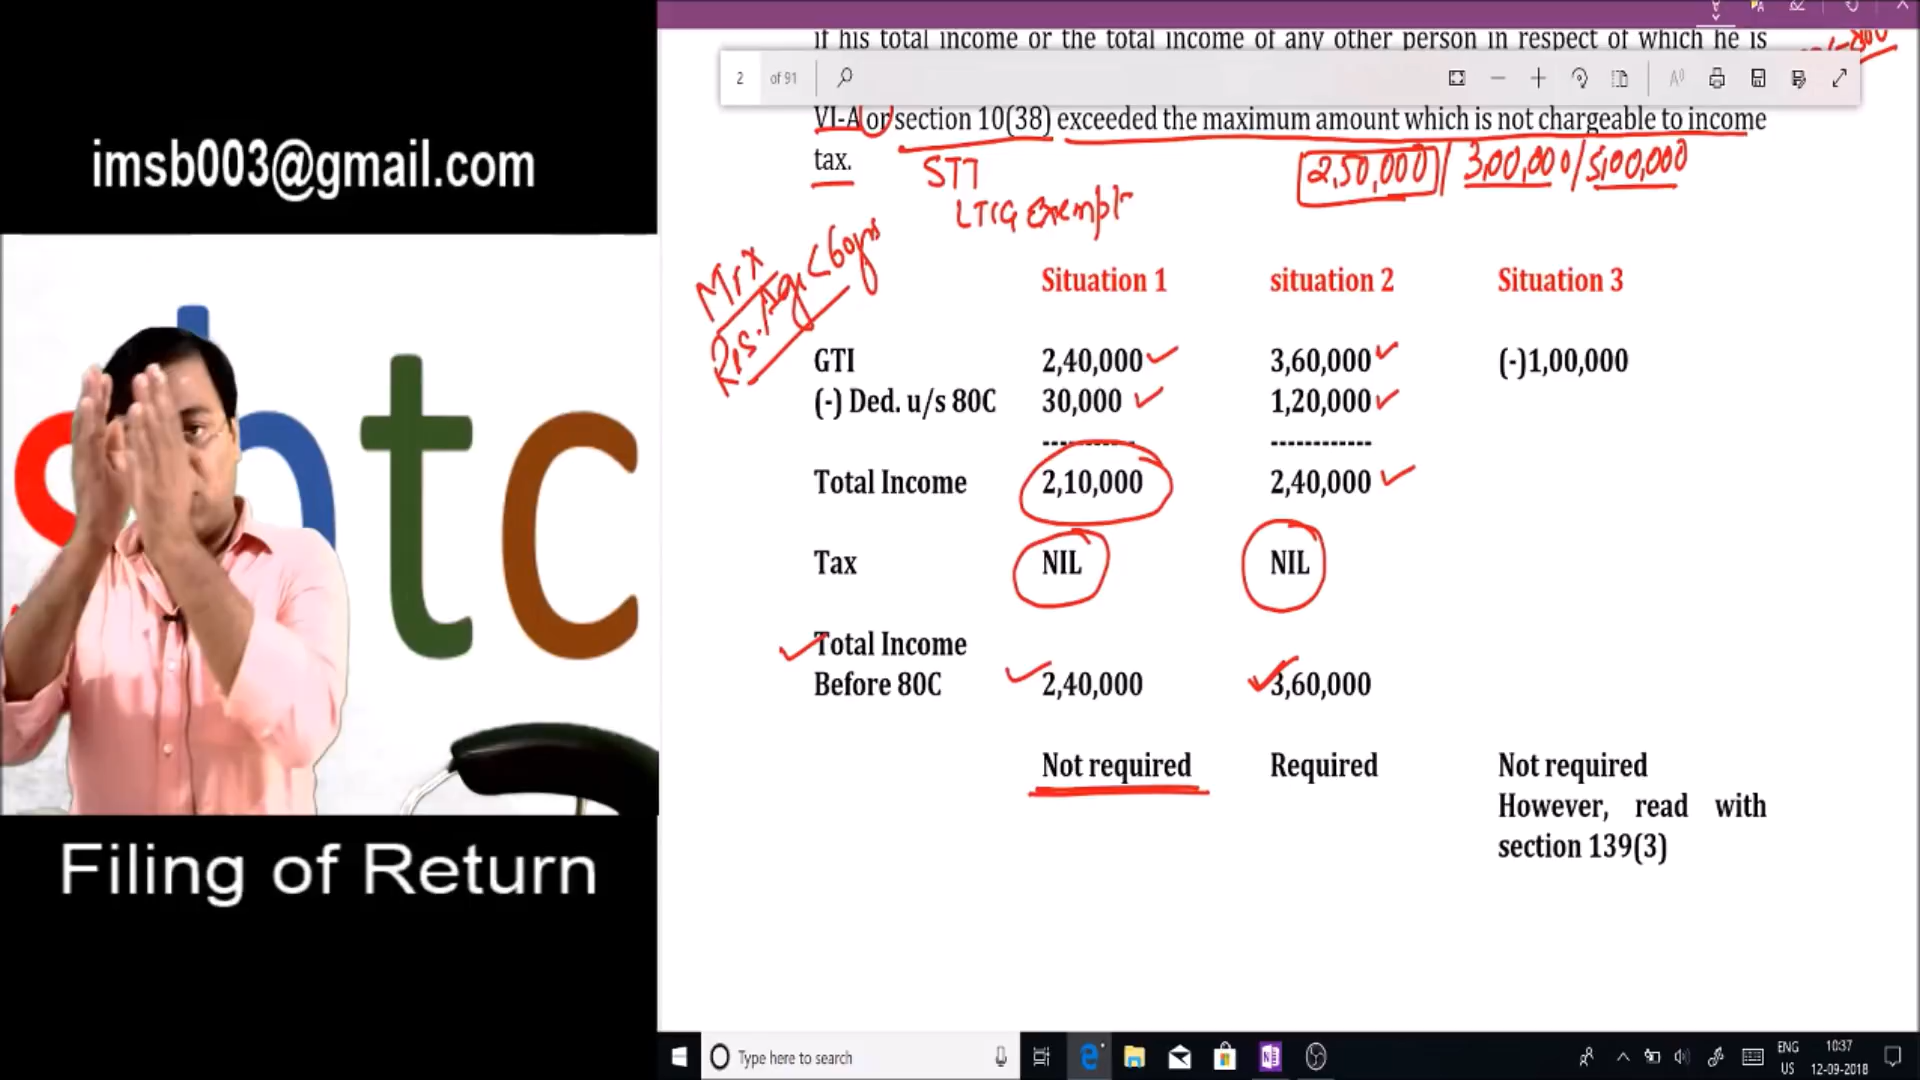 imsb003@gmail.com
shtc
Filing of Return
if his total income or the total income of any other person in respect of which he is
2 of 91
VI-A or section 10(38) exceeded the maximum amount which is not chargeable to income
tax.
STT
2,50,000 / 3,00,000 / 5,00,000
LTCG Exempt
Mr X
Res. / Age < 60yrs
Situation 1 situation 2 Situation 3
GTI 2,40,000 3,60,000 (-)1,00,000
(-) Ded. u/s 80C 30,000 1,20,000
----------- ------------
Total Income 2,10,000 2,40,000
Tax NIL NIL
Total Income
Before 80C 2,40,000 3,60,000
Not required Required Not required
However, read with
section 139(3)
Type here to search
ENG
US
10:37
12-09-2018